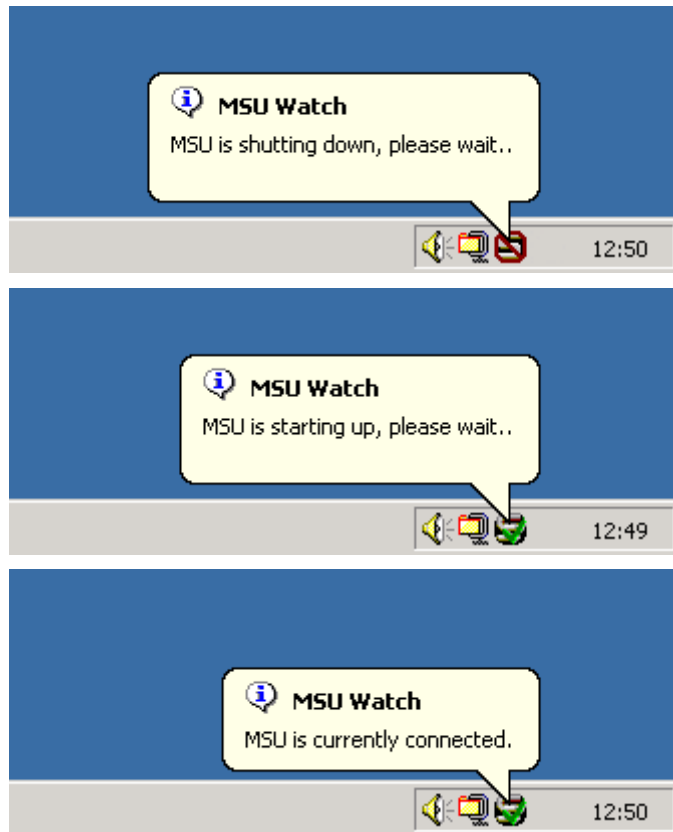 MSU Watch
MSU is shutting down, please wait..
12:50
MSU Watch
MSU is starting up, please wait..
12:49
MSU Watch
MSU is currently connected.
12:50